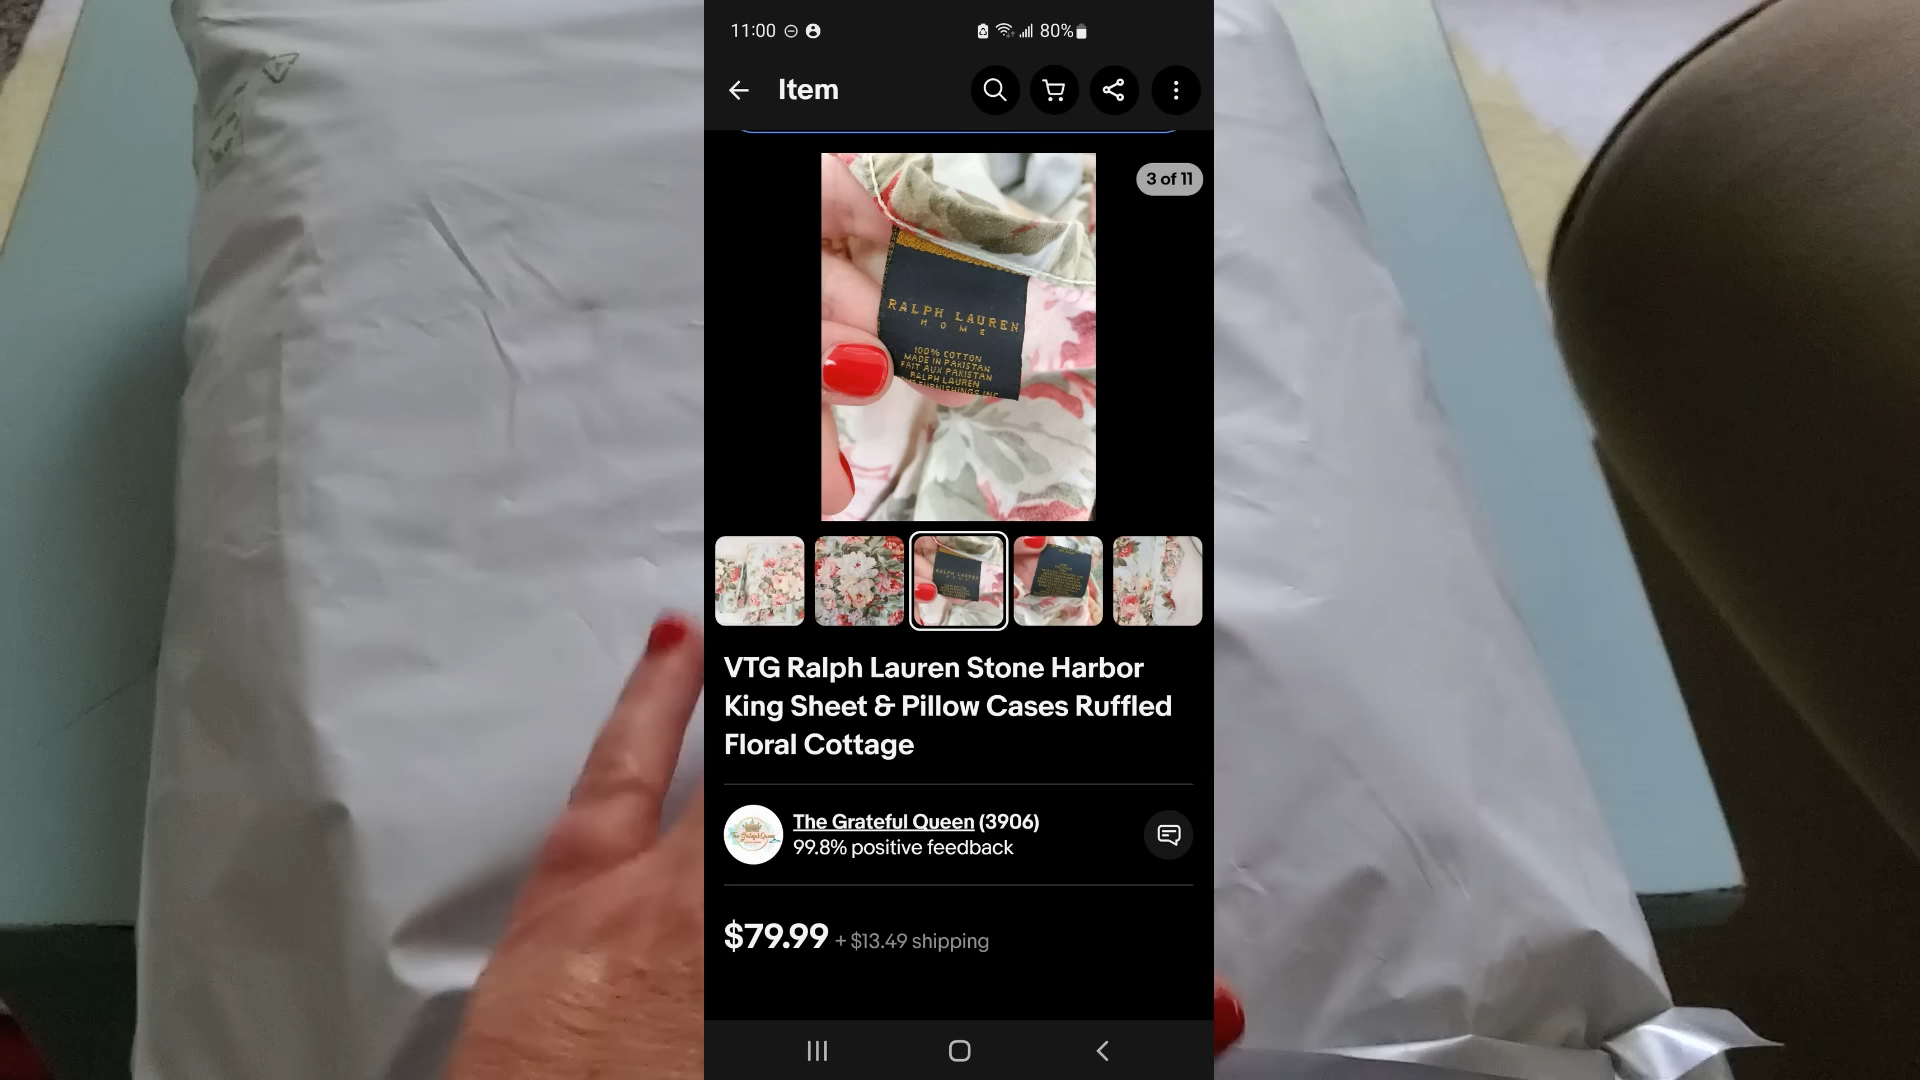 11:00
80%
Item
3 of 11
RALPH LAUREN
HOME
100% COTTON
MADE IN PAKISTAN
FAIT AUX PAKISTAN
RALPH LAUREN
FURNISHINGS INC
VTG Ralph Lauren Stone Harbor
King Sheet & Pillow Cases Ruffled
Floral Cottage
The Grateful Queen (3906)
99.8% positive feedback
$79.99 + $13.49 shipping